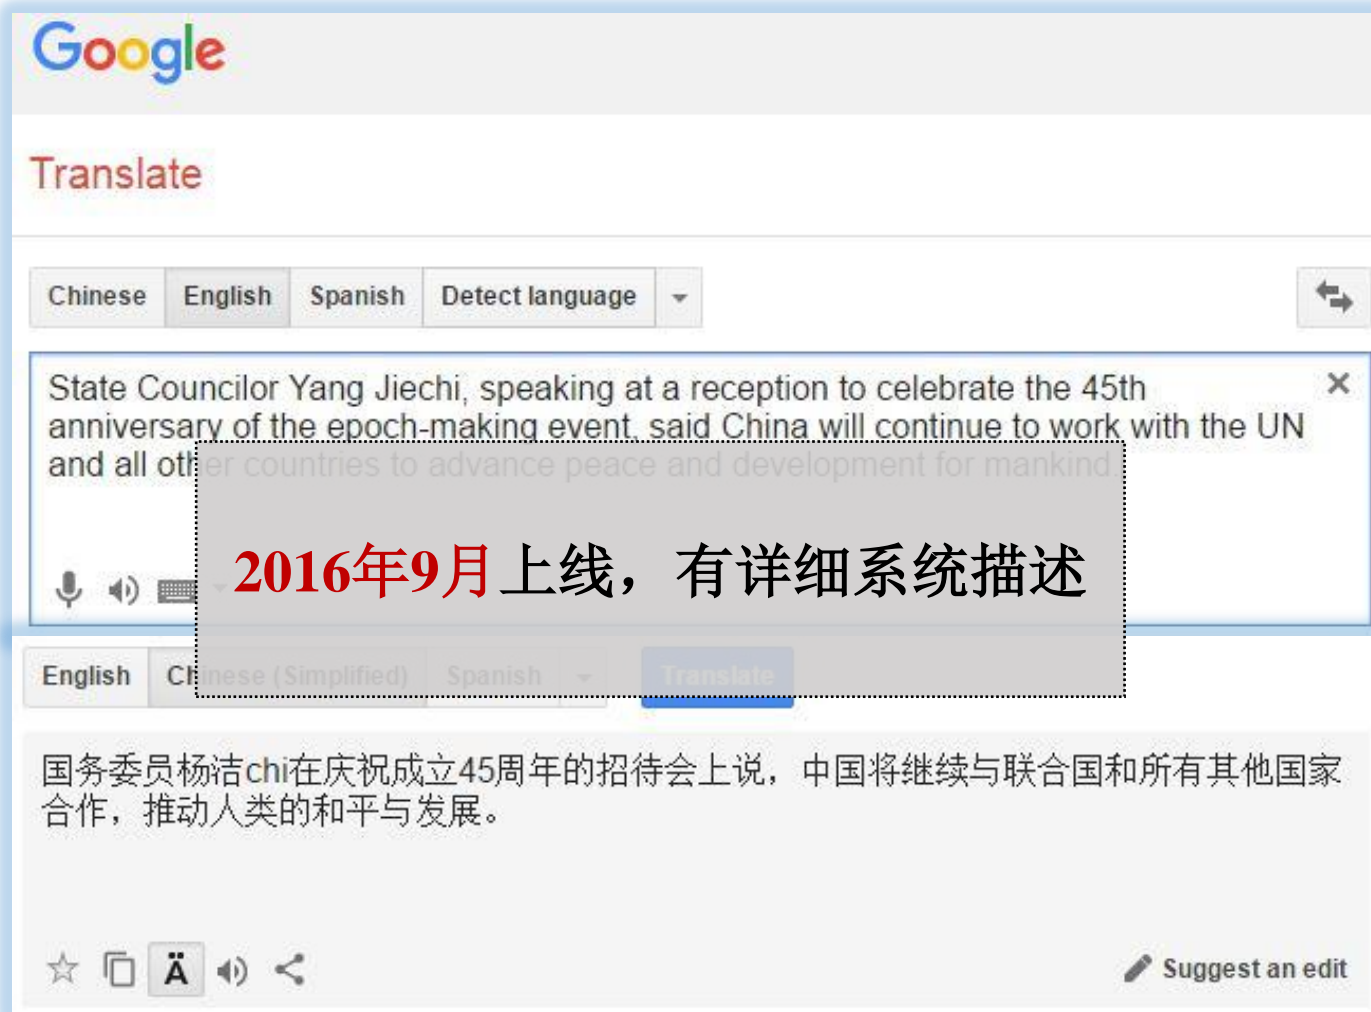 Google
Translate
Chinese English Spanish Detect language
State Councilor Yang Jiechi, speaking at a reception to celebrate the 45th
anniversary of the epoch-making event, said China will continue to work with the UN
and all other countries to advance peace and development for mankind.
2016年9月上线，有详细系统描述
English Chinese (Simplified) Spanish Translate
国务委员杨洁chi在庆祝成立45周年的招待会上说，中国将继续与联合国和所有其他国家
合作，推动人类的和平与发展。
Ä
Suggest an edit